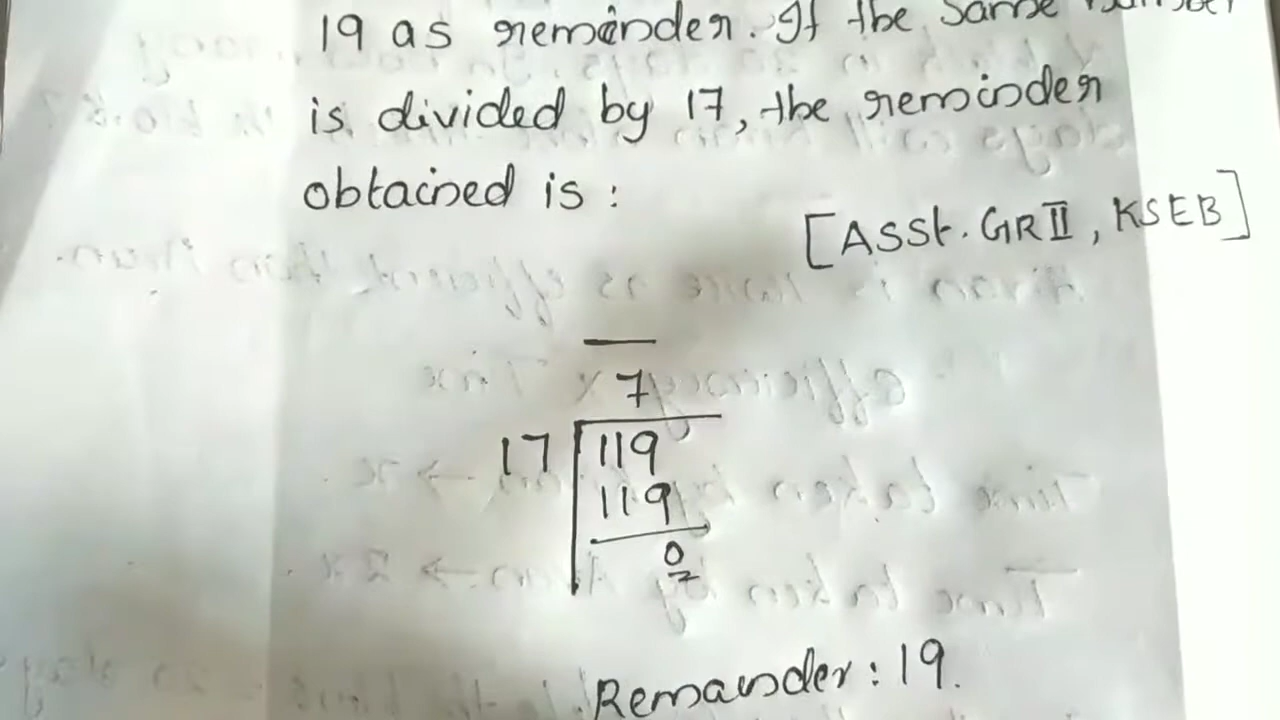 19 as remainder. If the same number
is divided by 17, the remainder
obtained is :
[ASSt. GR II, KSEB]
7
17 119
119
0
Remainder : 19.